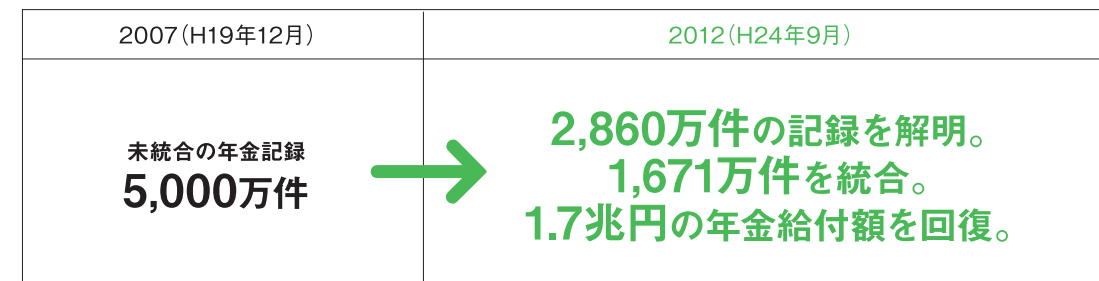 2007（H19年12月）
2012（H24年9月）
未統合の年金記録
5,000万件
2,860万件の記録を解明。
1,671万件を統合。
1.7兆円の年金給付額を回復。